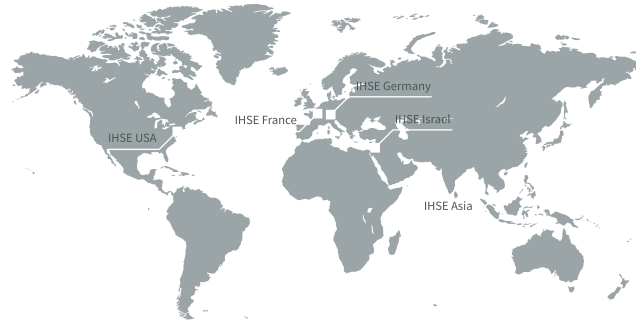 IHSE Germany
IHSE France
IHSE Israel
IHSE USA
IHSE Asia